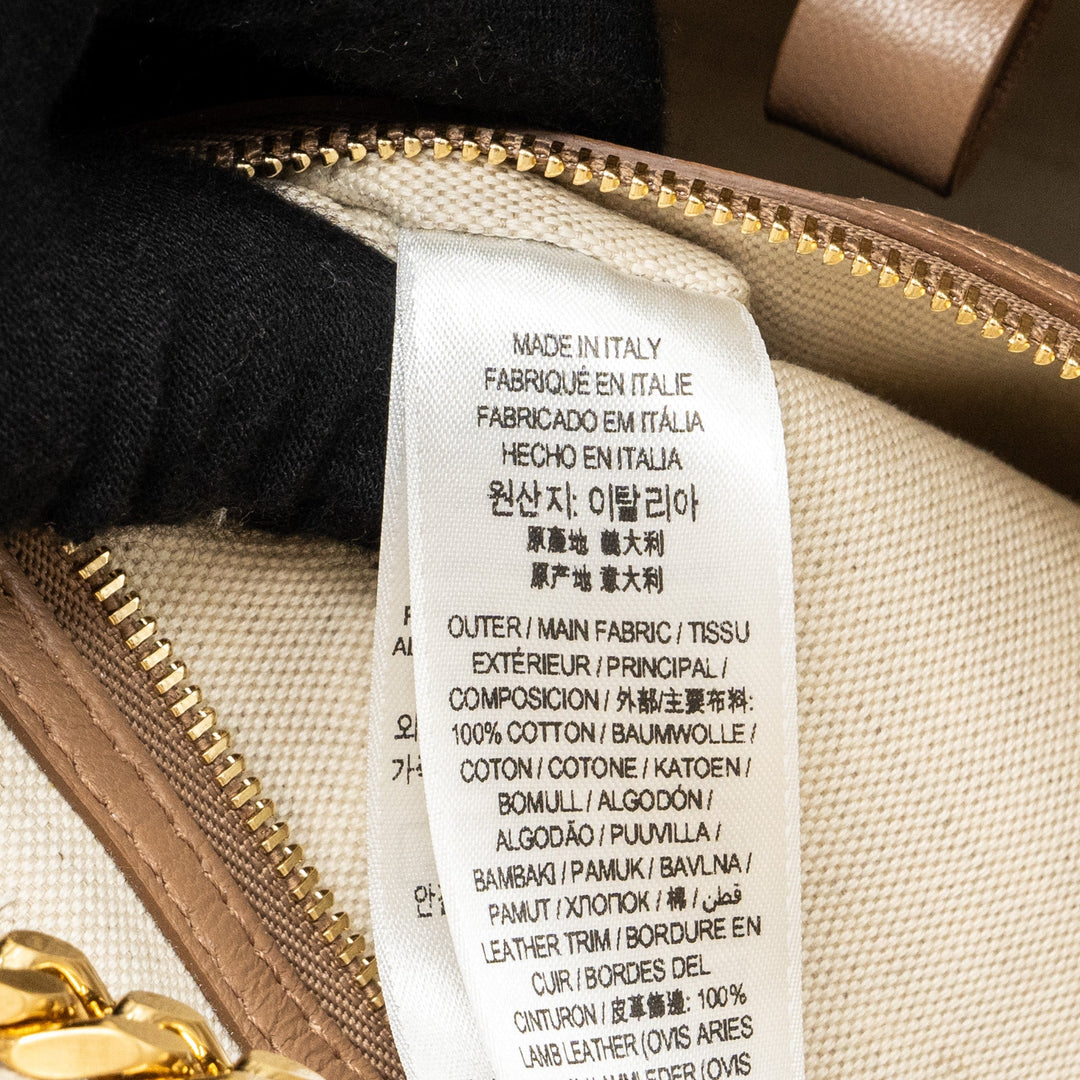 MADE IN ITALY
FABRIQUÉ EN ITALIE
FABRICADO EM ITÁLIA
HECHO EN ITALIA
원산지: 이탈리아
原產地 義大利
原产地 意大利
OUTER / MAIN FABRIC / TISSU
EXTÉRIEUR / PRINCIPAL /
COMPOSICION / 外部/主要布料:
100% COTTON / BAUMWOLLE /
COTON / COTONE / KATOEN /
BOMULL / ALGODÓN /
ALGODÃO / PUUVILLA /
BAMBAKI / PAMUK / BAVLNA /
PAMUT / ХЛОПОК / 棉 / قطن
LEATHER TRIM / BORDURE EN
CUIR / BORDES DEL
CINTURON / 皮革飾邊: 100%
LAMB LEATHER (OVIS ARIES
(OVIS